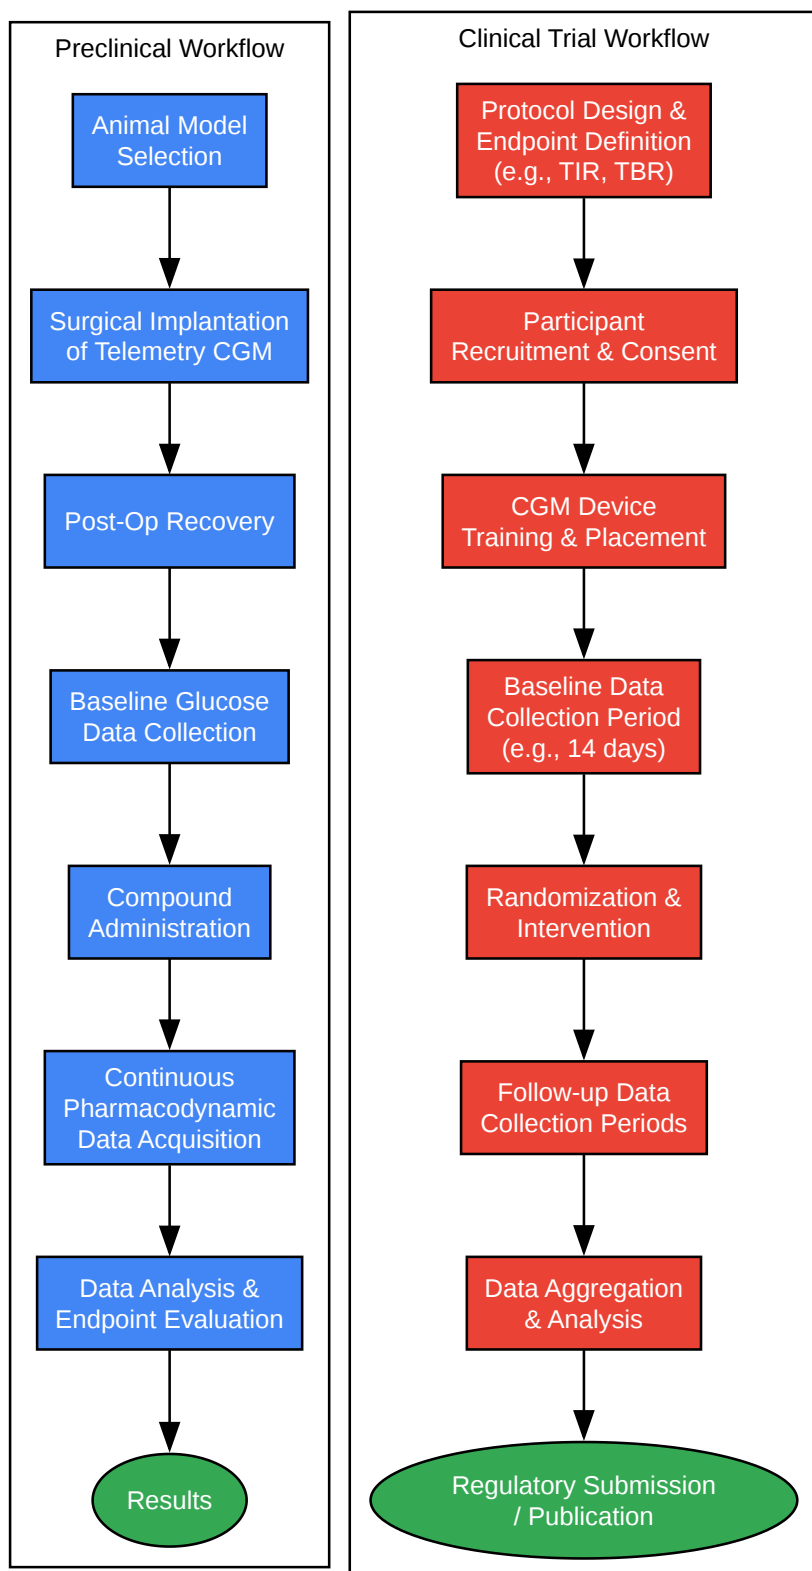 Preclinical Workflow
Animal Model
Selection
Surgical Implantation
of Telemetry CGM
Post-Op Recovery
Baseline Glucose
Data Collection
Compound
Administration
Continuous
Pharmacodynamic
Data Acquisition
Data Analysis &
Endpoint Evaluation
Results
Clinical Trial Workflow
Protocol Design &
Endpoint Definition
(e.g., TIR, TBR)
Participant
Recruitment & Consent
CGM Device
Training & Placement
Baseline Data
Collection Period
(e.g., 14 days)
Randomization &
Intervention
Follow-up Data
Collection Periods
Data Aggregation
& Analysis
Regulatory Submission
/ Publication